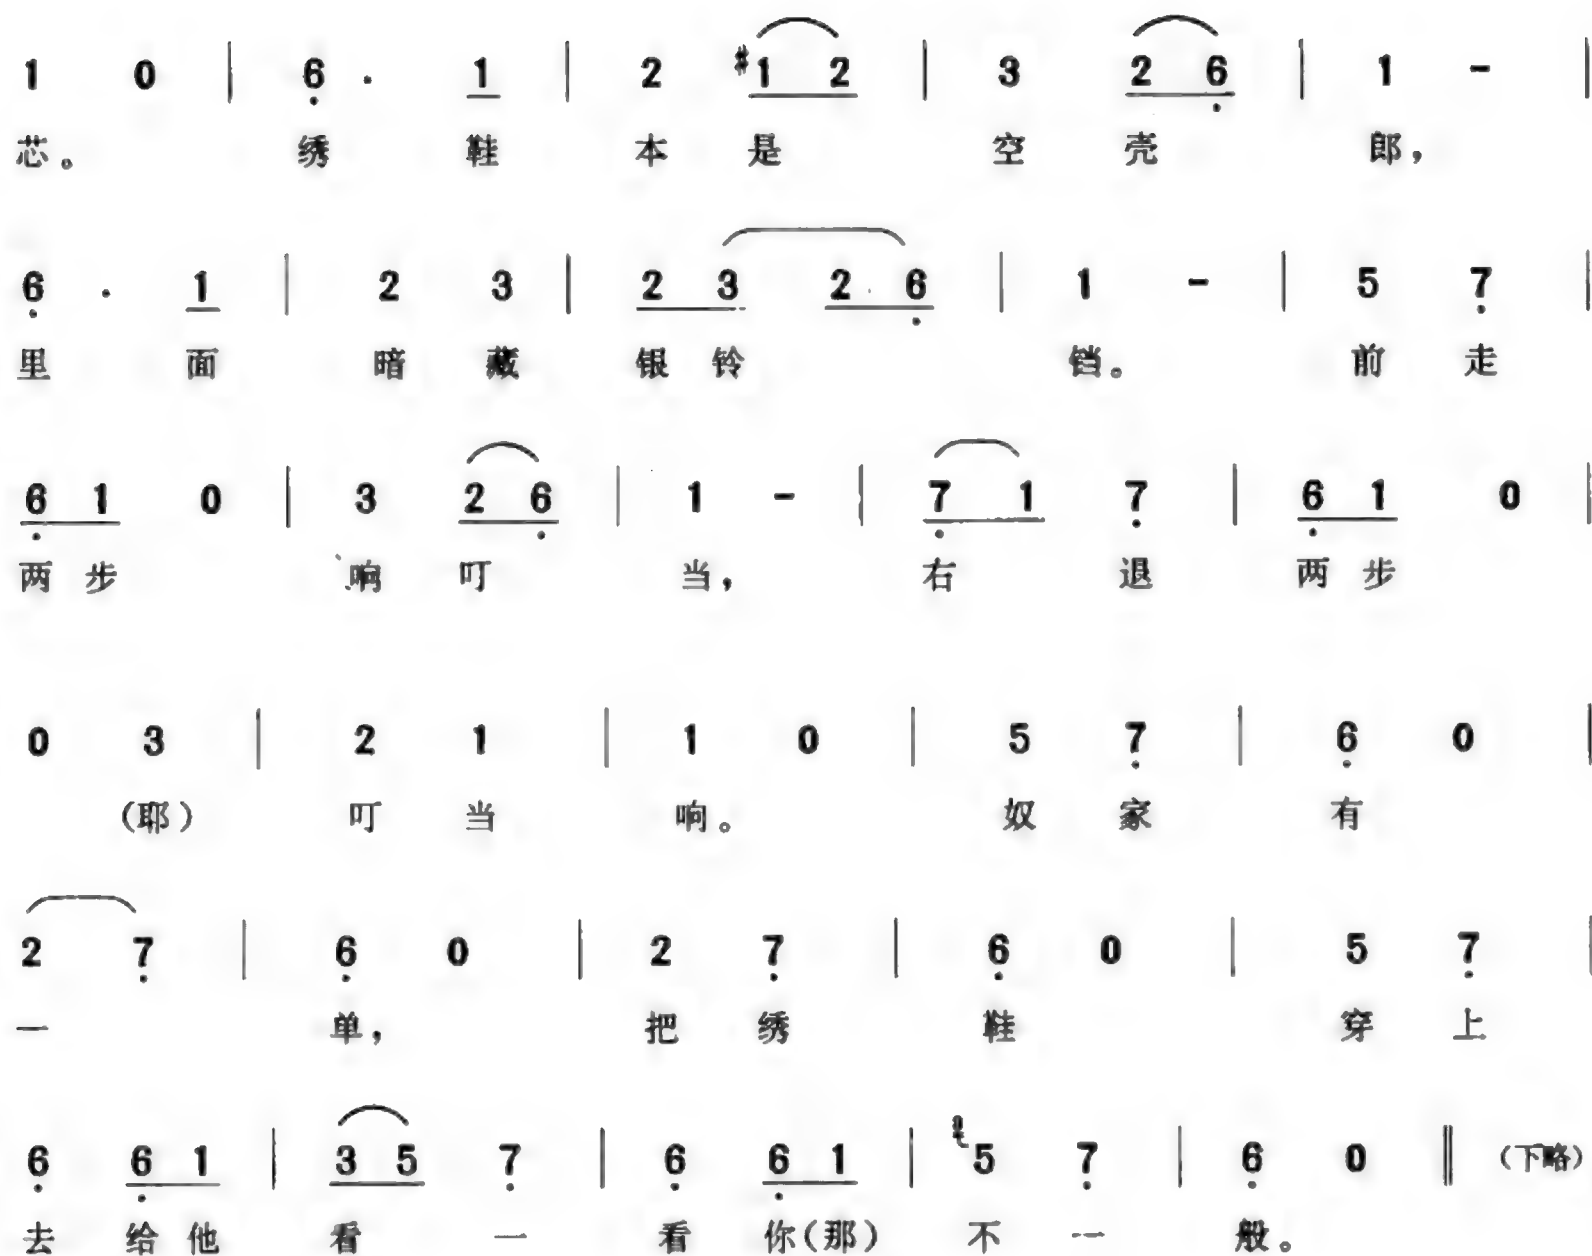 1 0 | 6̣ · 1 | 2 #1 2 | 3 2 6̣ | 1 - |
芯。 绣 鞋 本 是 空 壳 郎，
6̣ · 1 | 2 3 | 2 3 2 6̣ | 1 - | 5 7̣ |
里 面 暗 藏 银 铃 铛。 前 走
6̣ 1 0 | 3 2 6̣ | 1 - | 7̣ 1 7̣ | 6̣ 1 0 |
两 步 响 叮 当， 右 退 两 步
0 3 | 2 1 | 1 0 | 5 7̣ | 6̣ 0 |
（耶） 叮 当 响。 奴 家 有
2 7̣ | 6̣ 0 | 2 7̣ | 6̣ 0 | 5 7̣ |
一 单， 把 绣 鞋 穿 上
6̣ 6̣ 1 | 3 5 7̣ | 6̣ 6̣ 1 | 5 7̣ | 6̣ 0 ‖ （下略）
去 给 他 看 一 看 你（那） 不 一 般。